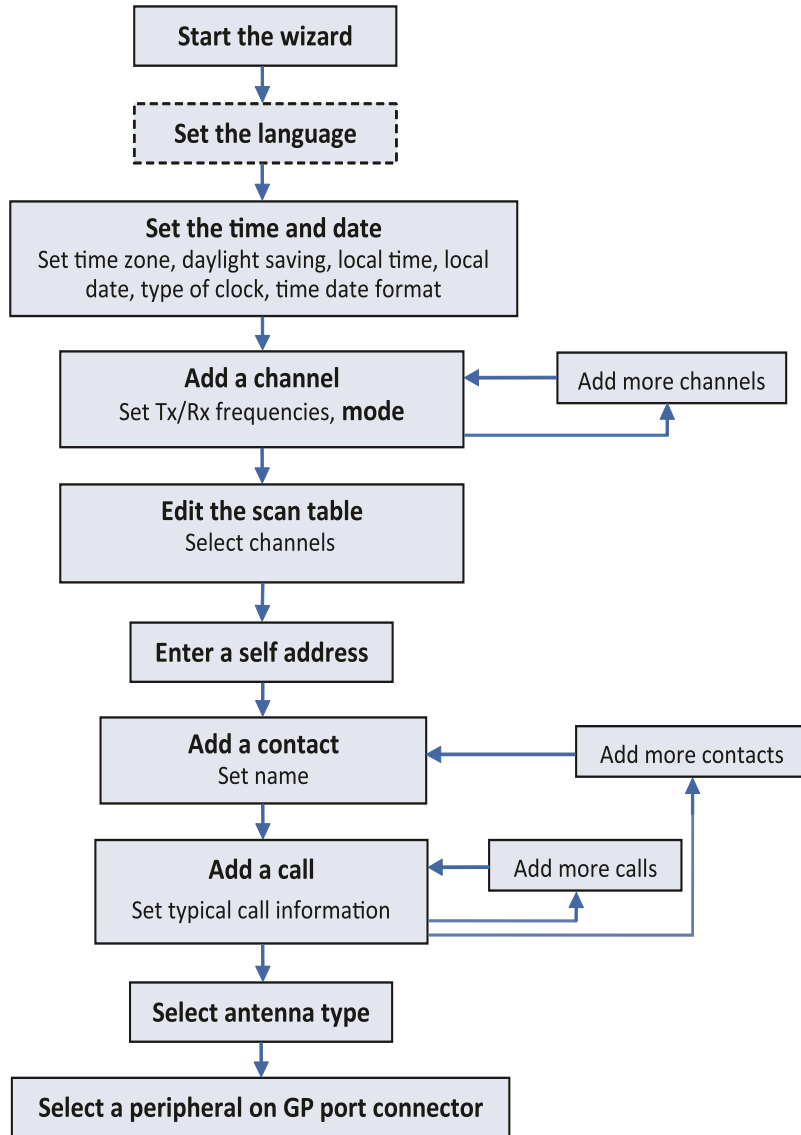 Start the wizard
Set the language
Set the time and date
Set time zone, daylight saving, local time, local
date, type of clock, time date format
Add a channel
Set Tx/Rx frequencies, mode
Add more channels
Edit the scan table
Select channels
Enter a self address
Add a contact
Set name
Add more contacts
Add a call
Set typical call information
Add more calls
Select antenna type
Select a peripheral on GP port connector